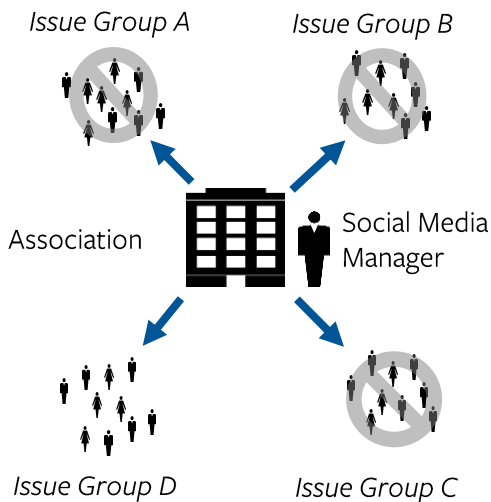 Issue Group A
Issue Group B
Association
Social Media
Manager
Issue Group D
Issue Group C